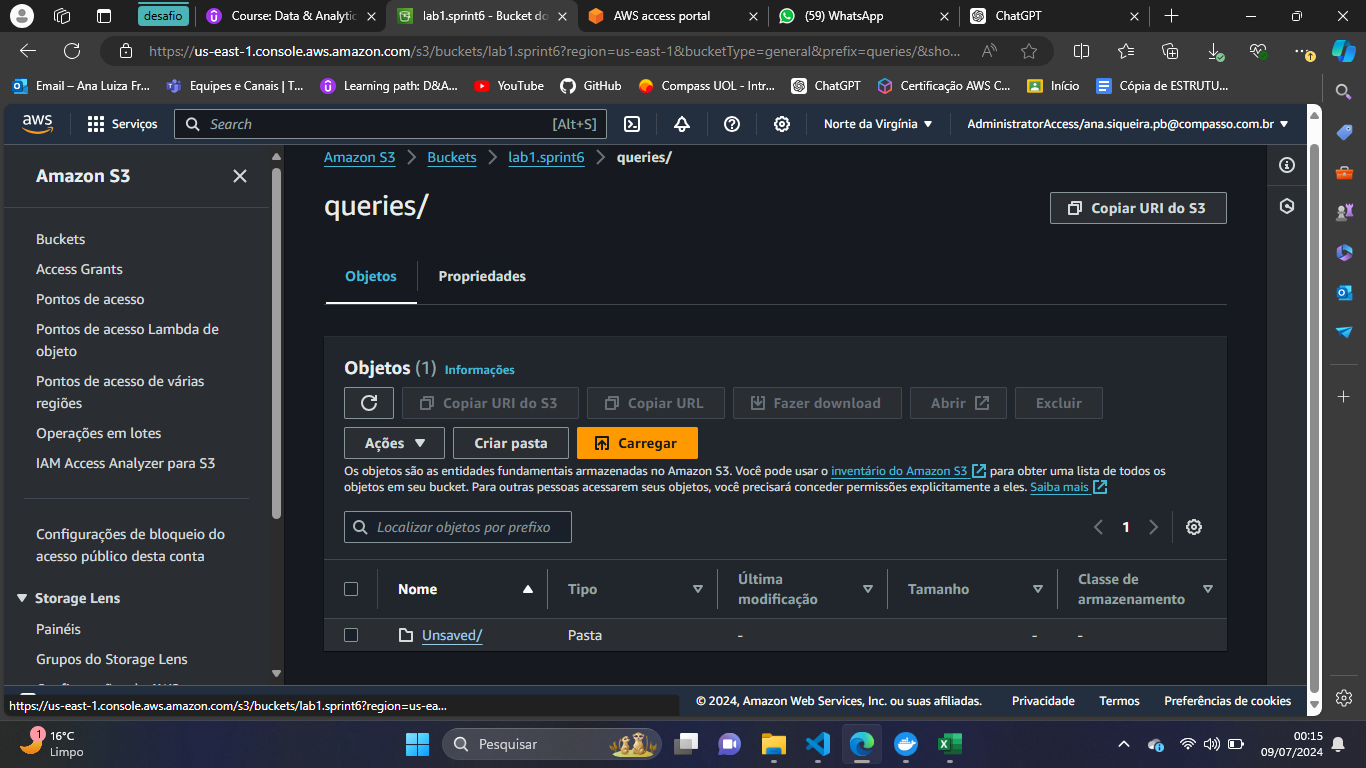 desafio
Course: Data & Analytic
lab1.sprint6 - Bucket do
AWS access portal
(59) WhatsApp
ChatGPT
https://us-east-1.console.aws.amazon.com/s3/buckets/lab1.sprint6?region=us-east-1&bucketType=general&prefix=queries/&sho...
Email – Ana Luiza Fr...
Equipes e Canais | T...
Learning path: D&A...
YouTube
GitHub
Compass UOL - Intr...
ChatGPT
Certificação AWS C...
Início
Cópia de ESTRUTU...
aws
Serviços
Search
[Alt+S]
Norte da Virgínia
AdministratorAccess/ana.siqueira.pb@compasso.com.br
Amazon S3
Buckets
Access Grants
Pontos de acesso
Pontos de acesso Lambda de
objeto
Pontos de acesso de várias
regiões
Operações em lotes
IAM Access Analyzer para S3
Configurações de bloqueio do
acesso público desta conta
Storage Lens
Painéis
Grupos do Storage Lens
Amazon S3 > Buckets > lab1.sprint6 > queries/
queries/
Copiar URI do S3
Objetos
Propriedades
Objetos (1) Informações
Copiar URI do S3
Copiar URL
Fazer download
Abrir
Excluir
Ações
Criar pasta
Carregar
Os objetos são as entidades fundamentais armazenadas no Amazon S3. Você pode usar o inventário do Amazon S3 para obter uma lista de todos os
objetos em seu bucket. Para outras pessoas acessarem seus objetos, você precisará conceder permissões explicitamente a eles. Saiba mais
Localizar objetos por prefixo
1
Nome
Tipo
Última
modificação
Tamanho
Classe de
armazenamento
Unsaved/
Pasta
-
-
-
https://us-east-1.console.aws.amazon.com/s3/buckets/lab1.sprint6?region=us-ea...
© 2024, Amazon Web Services, Inc. ou suas afiliadas.
Privacidade
Termos
Preferências de cookies
1
16°C
Limpo
Pesquisar
00:15
09/07/2024